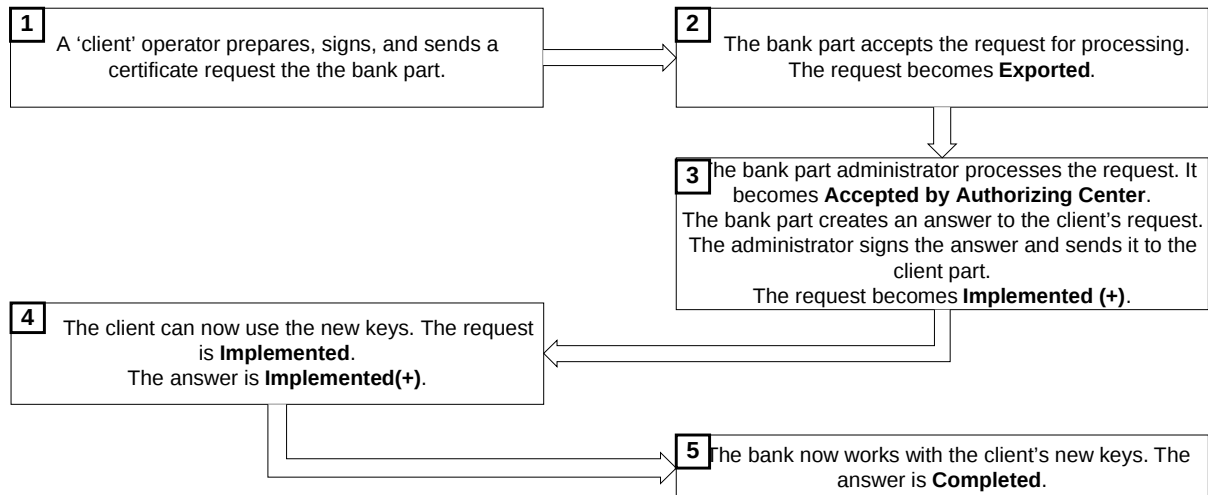 1
A ‘client’ operator prepares, signs, and sends a
certificate request the the bank part.
2
The bank part accepts the request for processing.
The request becomes Exported.
3
The bank part administrator processes the request. It
becomes Accepted by Authorizing Center.
The bank part creates an answer to the client’s request.
The administrator signs the answer and sends it to the
client part.
The request becomes Implemented (+).
4
The client can now use the new keys. The request
is Implemented.
The answer is Implemented(+).
5
The bank now works with the client’s new keys. The
answer is Completed.